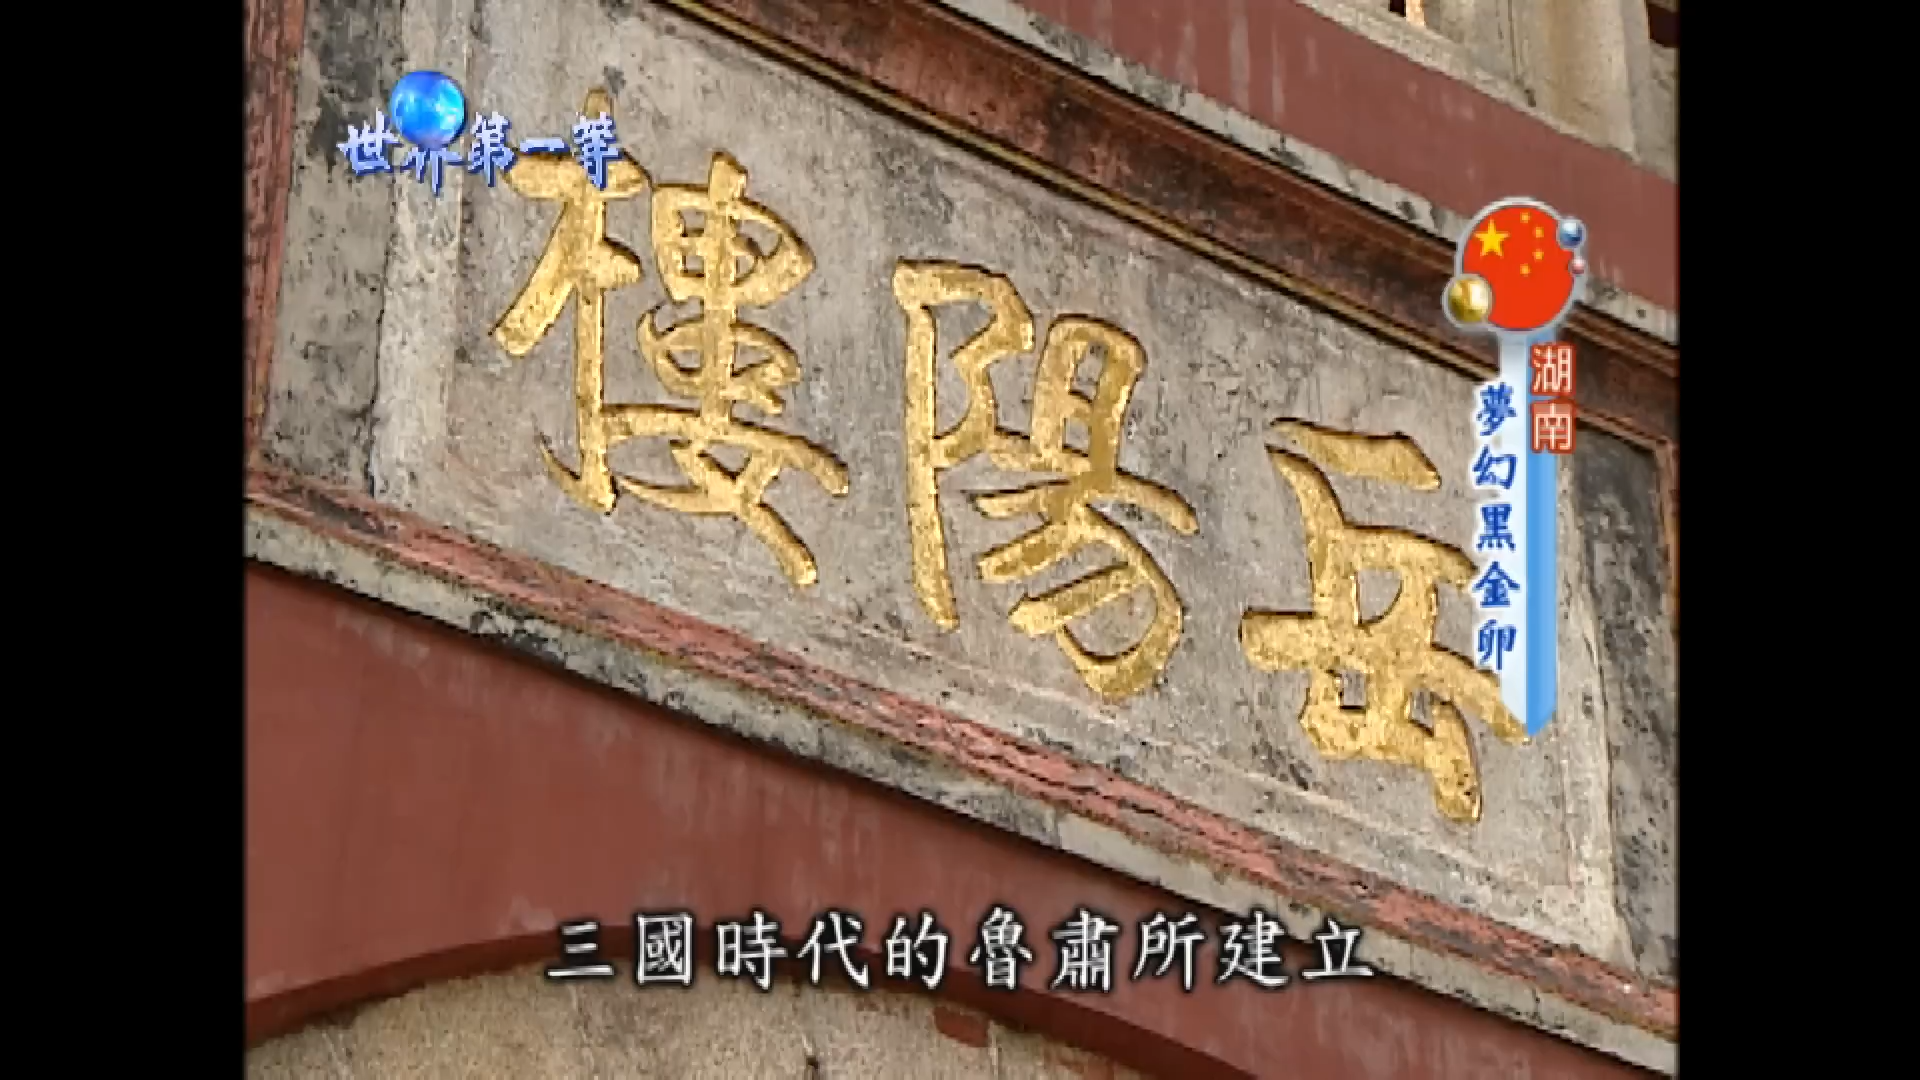 世界第一等
岳陽樓
湖南
夢幻黑金卵
三國時代的魯肅所建立